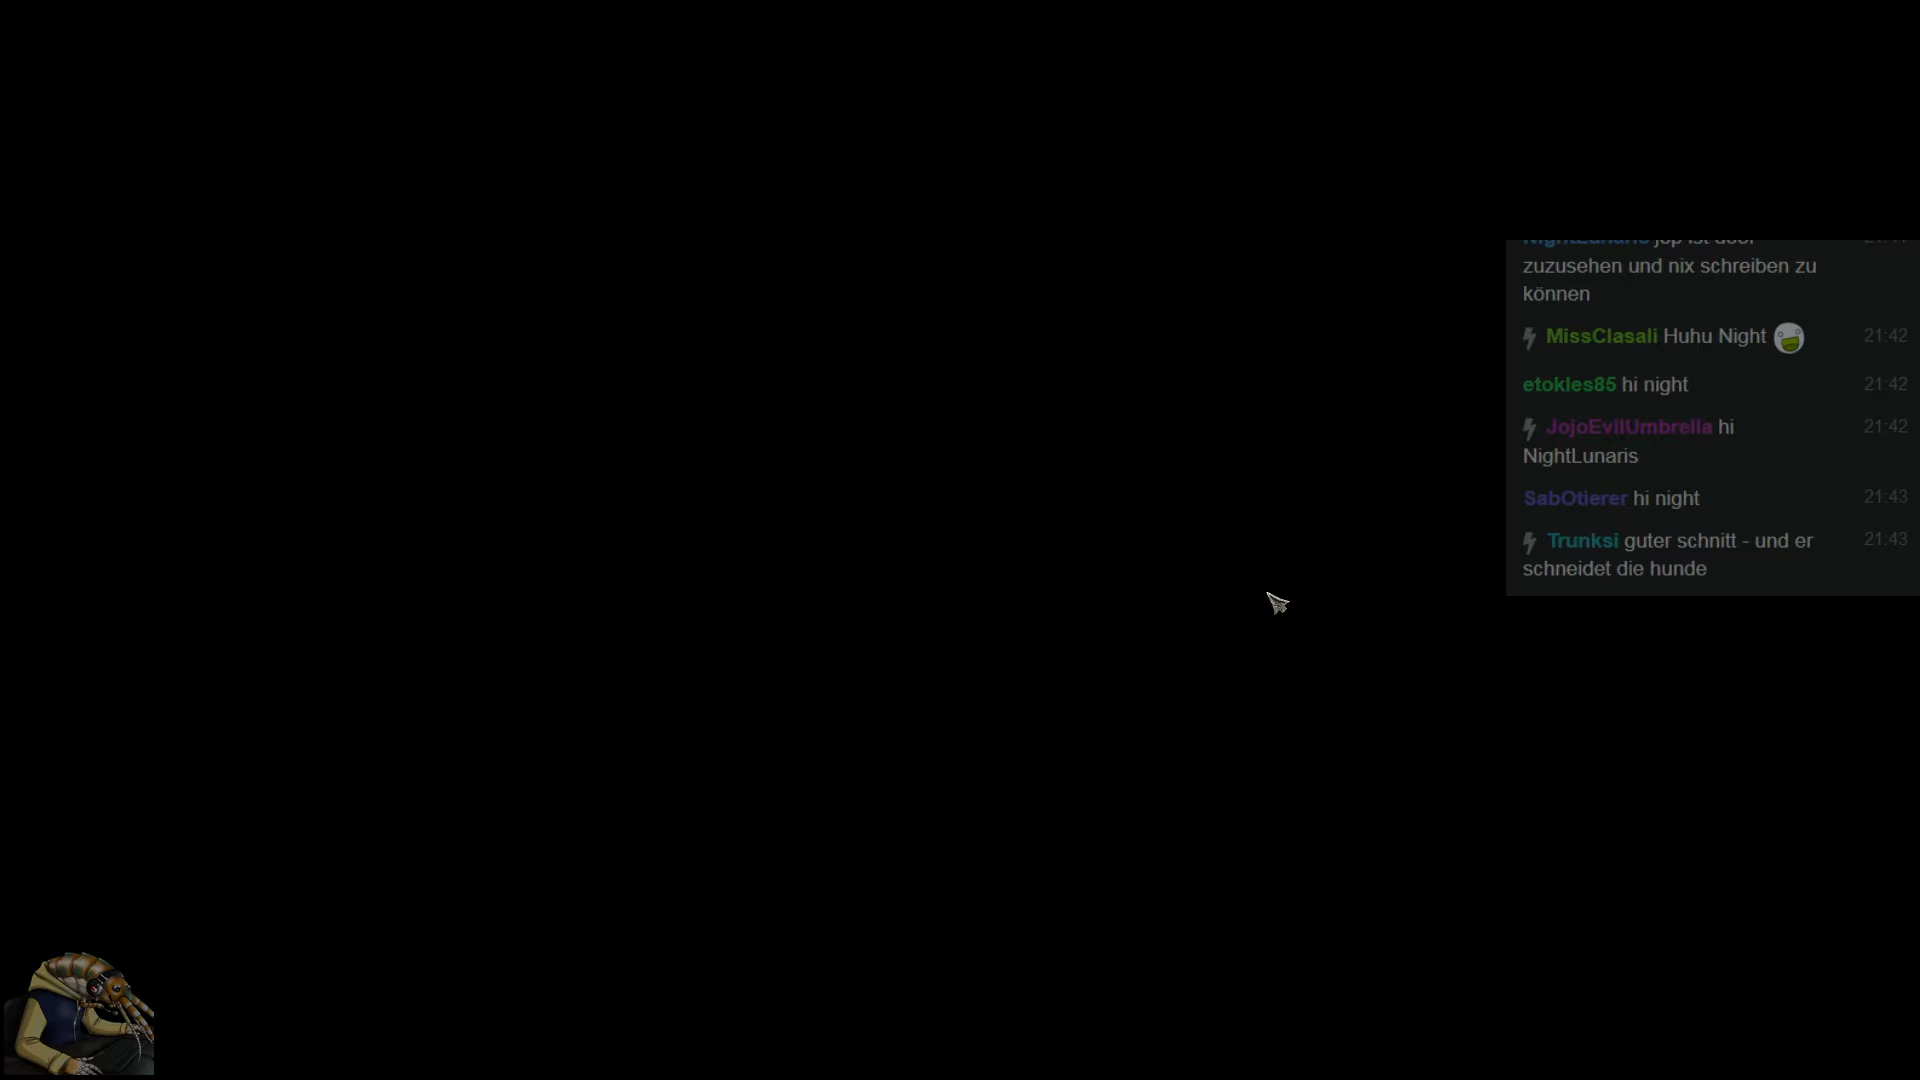 zuzusehen und nix schreiben zu
können
MissClasali Huhu Night 21:42
etokles85 hi night 21:42
JojoEvilUmbrella hi 21:42
NightLunaris
SabOtierer hi night 21:43
Trunksi guter schnitt - und er 21:43
schneidet die hunde